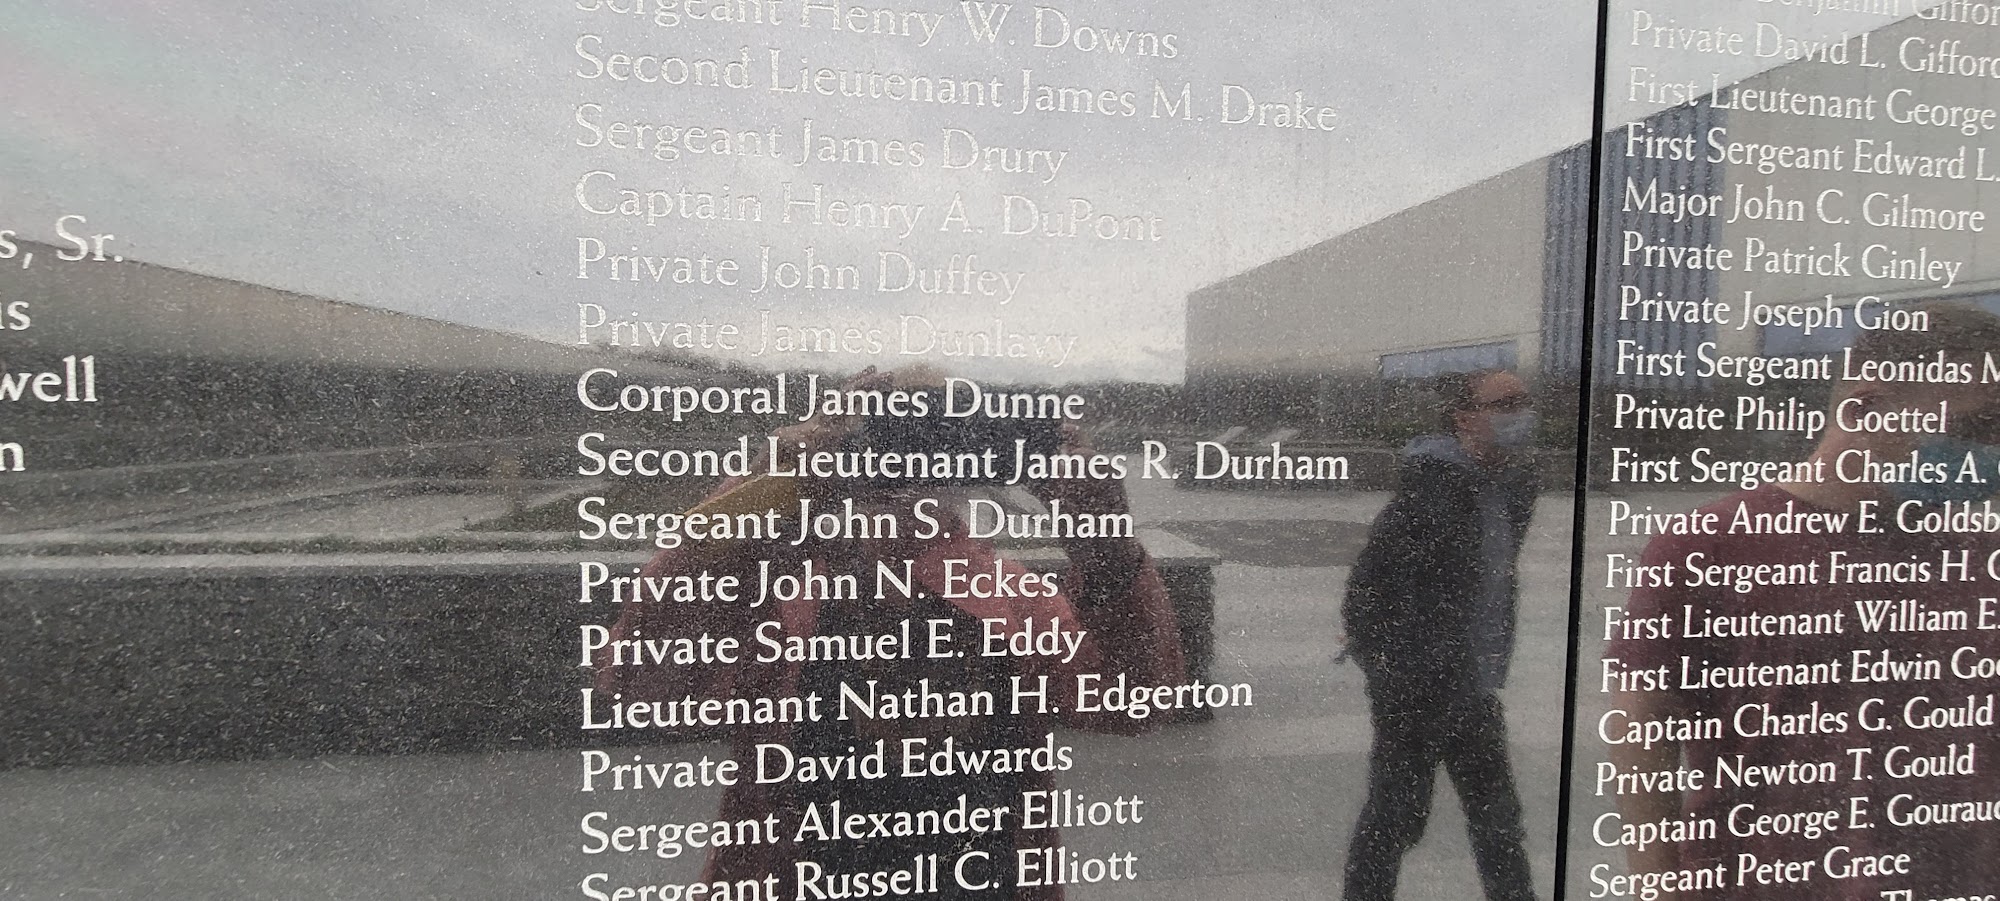 s, Sr.
is
well
n
Sergeant Henry W. Downs
Second Lieutenant James M. Drake
Sergeant James Drury
Captain Henry A. DuPont
Private John Duffey
Private James Dunlavy
Corporal James Dunne
Second Lieutenant James R. Durham
Sergeant John S. Durham
Private John N. Eckes
Private Samuel E. Eddy
Lieutenant Nathan H. Edgerton
Private David Edwards
Sergeant Alexander Elliott
Sergeant Russell C. Elliott
Private David L. Gifford
First Lieutenant George
First Sergeant Edward L.
Major John C. Gilmore
Private Patrick Ginley
Private Joseph Gion
First Sergeant Leonidas M
Private Philip Goettel
First Sergeant Charles A.
Private Andrew E. Goldsb
First Sergeant Francis H.
First Lieutenant William E.
First Lieutenant Edwin Goo
Captain Charles G. Gould
Private Newton T. Gould
Captain George E. Gouraud
Sergeant Peter Grace